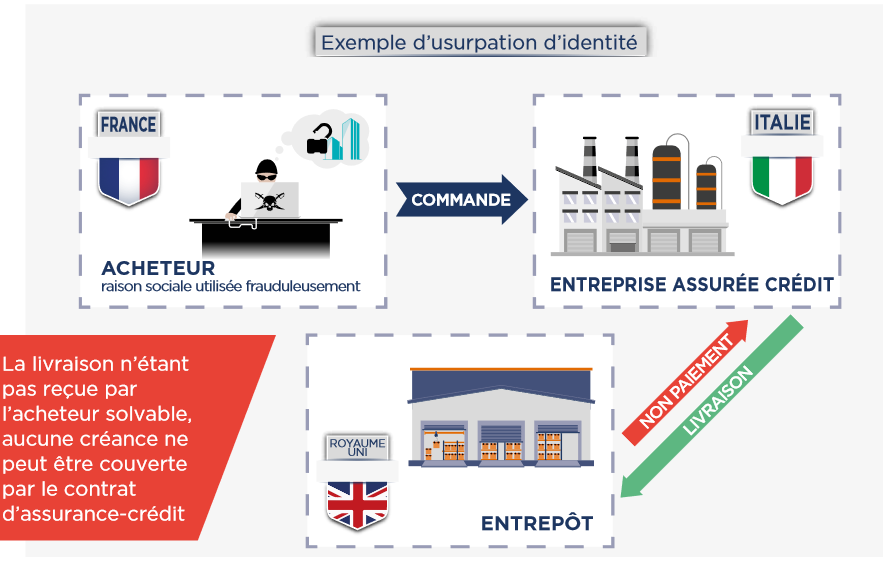 Exemple d’usurpation d’identité
FRANCE
ITALIE
COMMANDE
ACHETEUR
raison sociale utilisée frauduleusement
ENTREPRISE ASSURÉE CRÉDIT
NON PAIEMENT
LIVRAISON
La livraison n’étant
pas reçue par
l’acheteur solvable,
aucune créance ne
peut être couverte
par le contrat
d’assurance-crédit
ROYAUME
UNI
ENTREPÔT